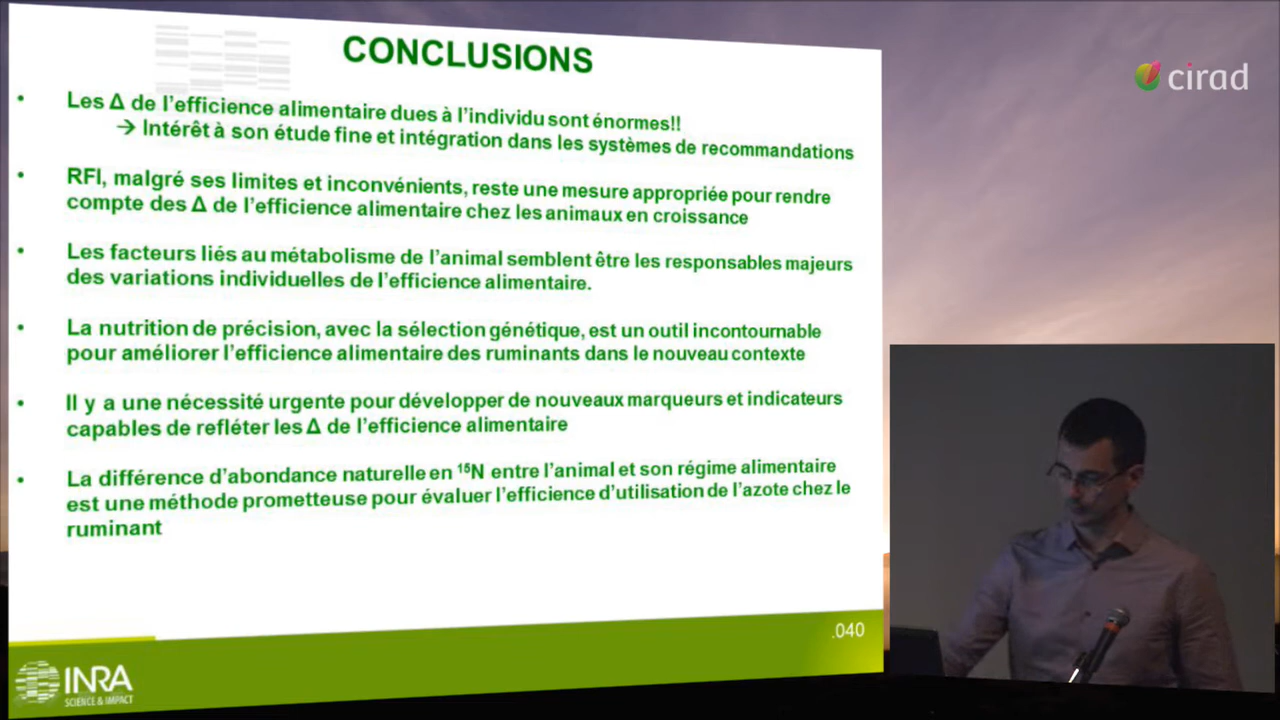 CONCLUSIONS
• Les Δ de l'efficience alimentaire dues à l'individu sont énormes!!
→ Intérêt à son étude fine et intégration dans les systèmes de recommandations
• RFI, malgré ses limites et inconvénients, reste une mesure appropriée pour rendre
compte des Δ de l'efficience alimentaire chez les animaux en croissance
• Les facteurs liés au métabolisme de l'animal semblent être les responsables majeurs
des variations individuelles de l'efficience alimentaire.
• La nutrition de précision, avec la sélection génétique, est un outil incontournable
pour améliorer l'efficience alimentaire des ruminants dans le nouveau contexte
• Il y a une nécessité urgente pour développer de nouveaux marqueurs et indicateurs
capables de refléter les Δ de l'efficience alimentaire
• La différence d'abondance naturelle en ¹⁵N entre l'animal et son régime alimentaire
est une méthode prometteuse pour évaluer l'efficience d'utilisation de l'azote chez le
ruminant
.040
INRA
SCIENCE & IMPACT
cirad